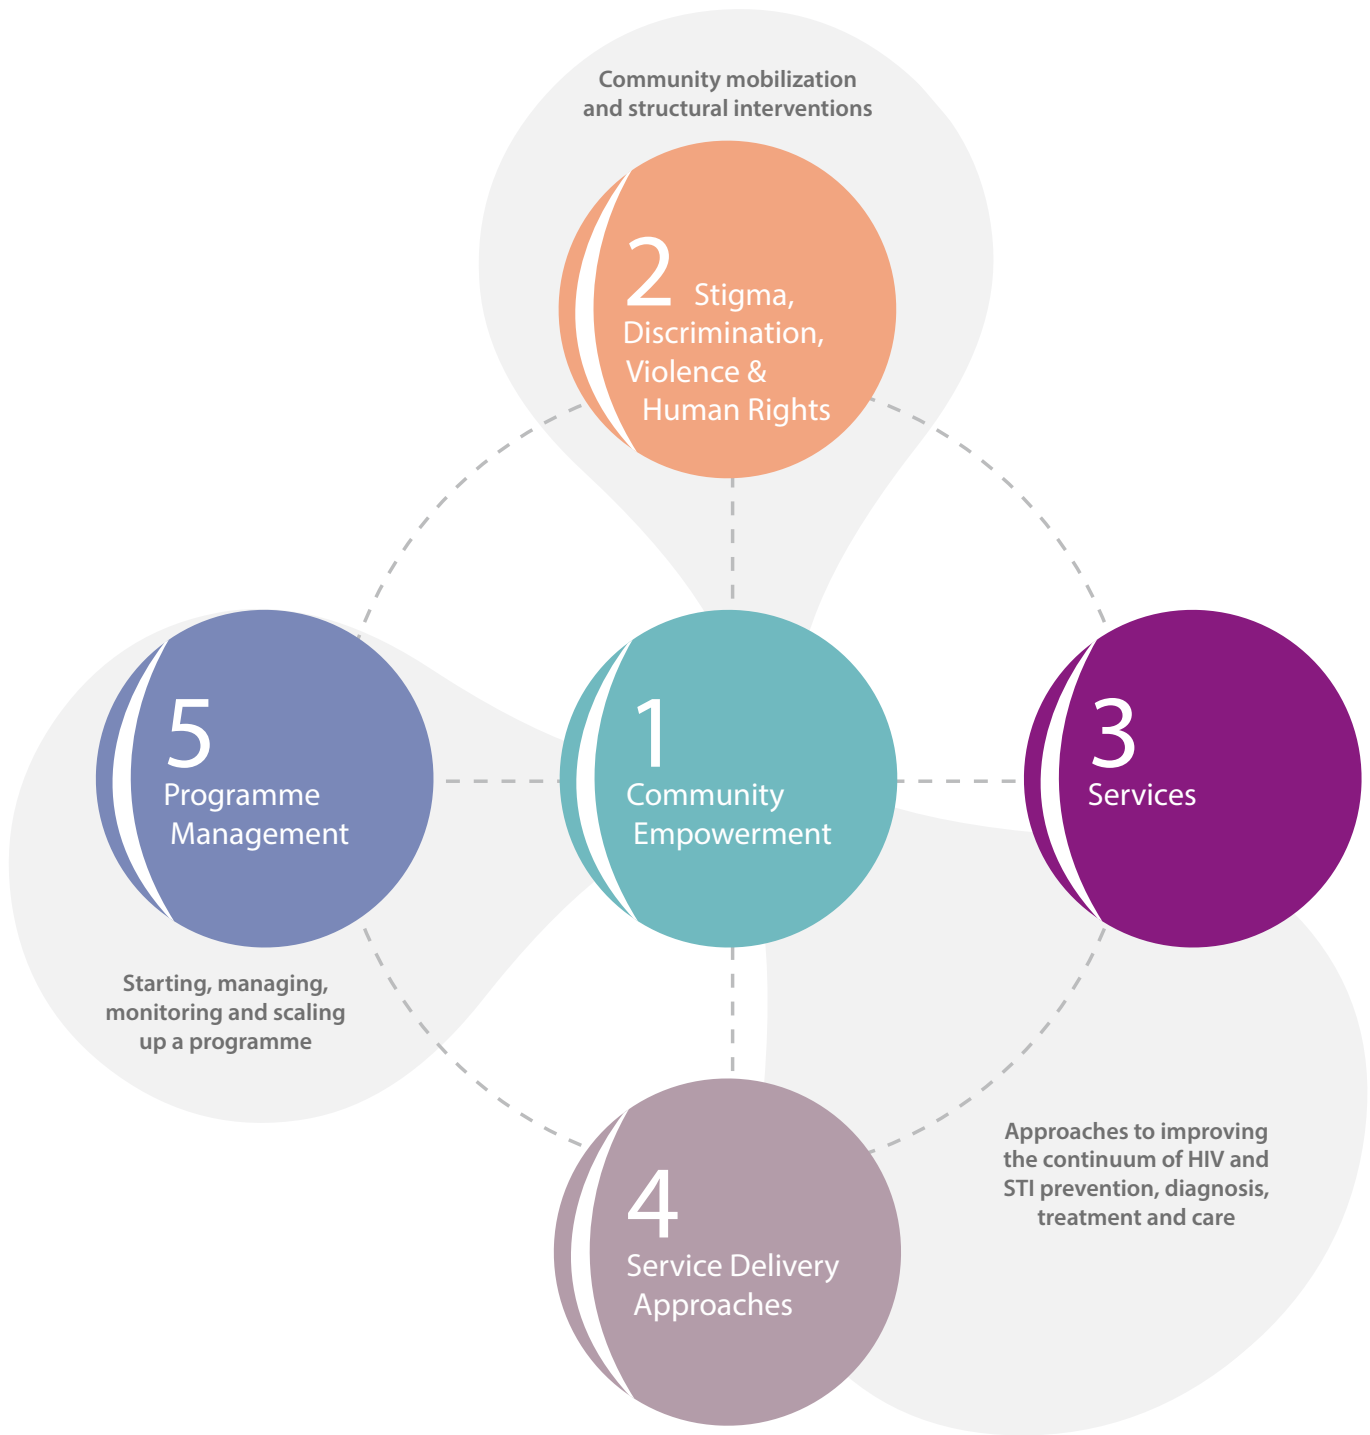 Community mobilization
and structural interventions
2 Stigma,
Discrimination,
Violence &
Human Rights
5
Programme
Management
1
Community
Empowerment
3
Services
Starting, managing,
monitoring and scaling
up a programme
Approaches to improving
the continuum of HIV and
STI prevention, diagnosis,
treatment and care
4
Service Delivery
Approaches